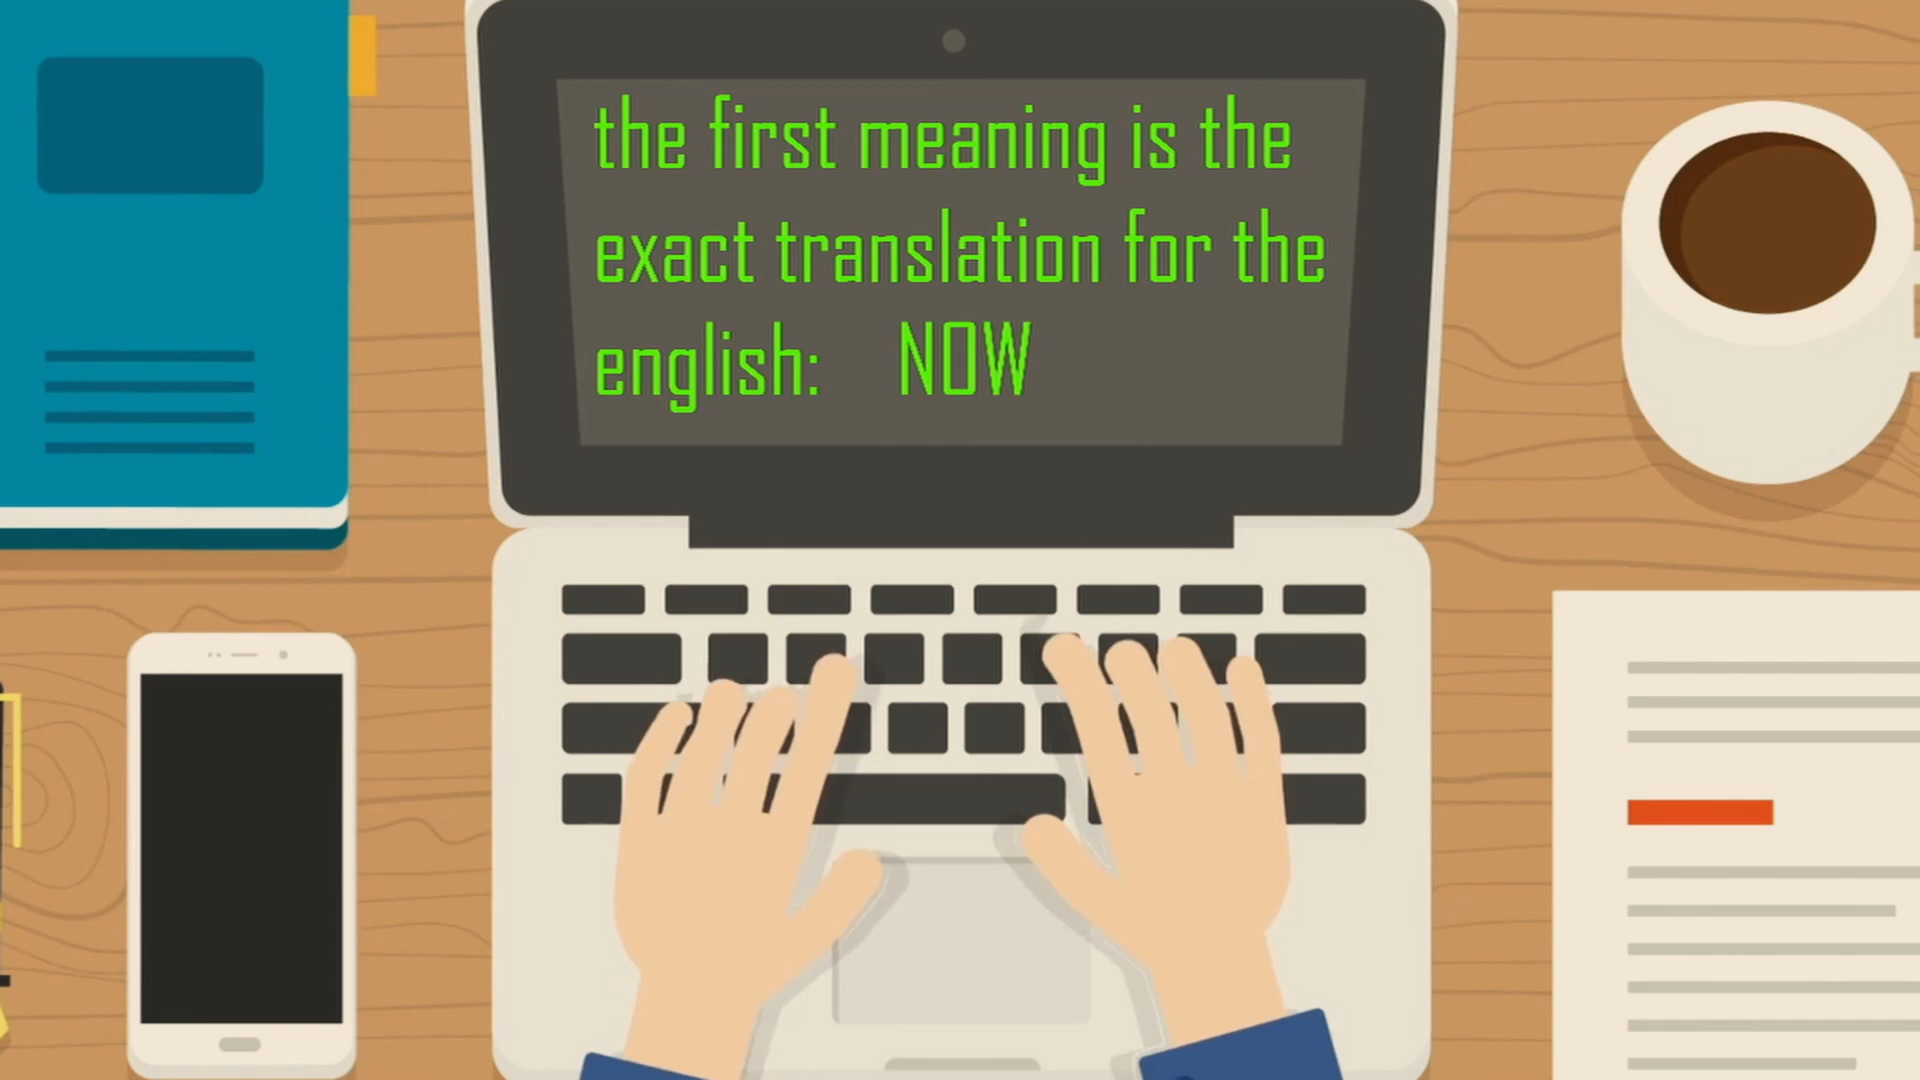 the first meaning is the
exact translation for the
english: NOW